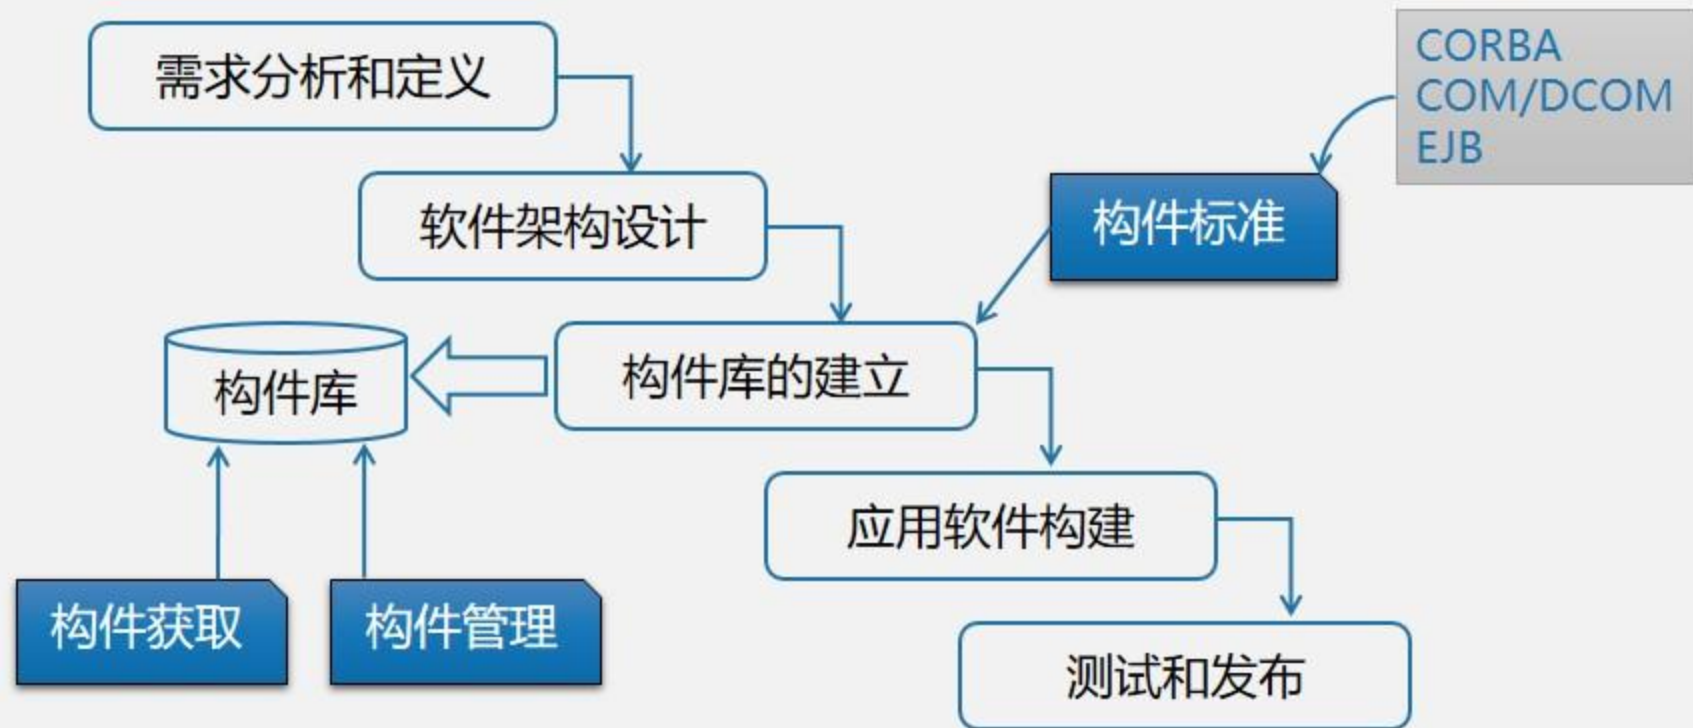 需求分析和定义
CORBA
COM/DCOM
EJB
软件架构设计
构件标准
构件库
构件库的建立
应用软件构建
构件获取
构件管理
测试和发布